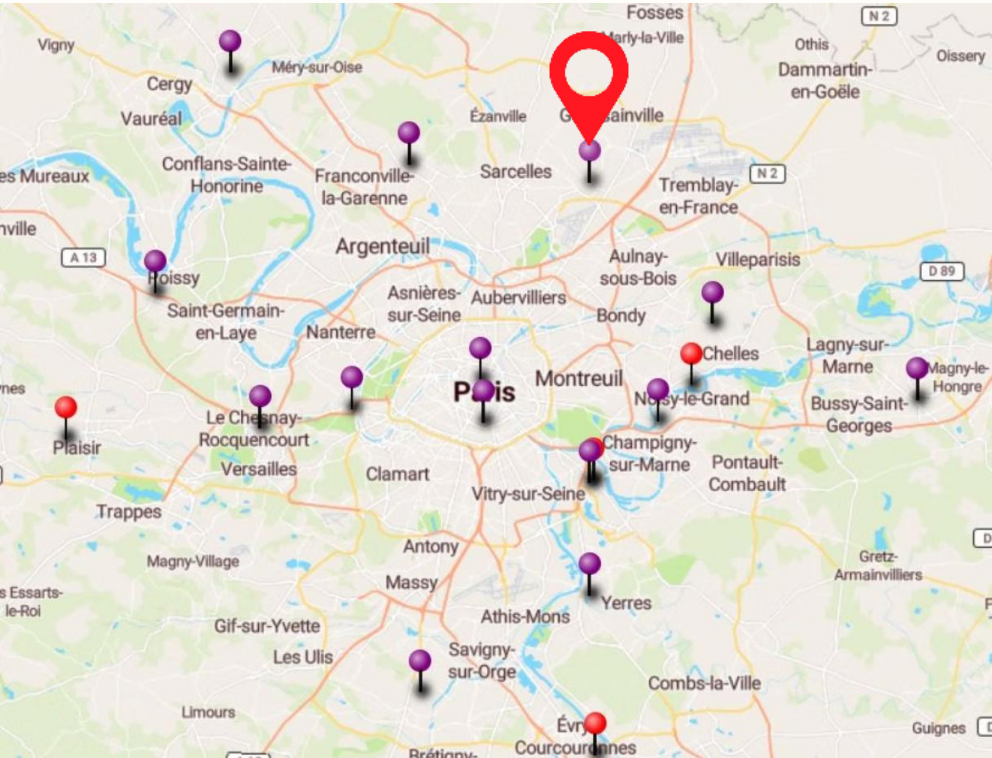 Fosses
N 2
Vigny
Marly-la-Ville
Othis
Oissery
Méry-sur-Oise
Dammartin-
en-Goële
Cergy
Vauréal
Ézanville
Conflans-Sainte-
Honorine
es Mureaux
Franconville-
la-Garenne
Sarcelles
N 2
Tremblay-
en-France
nville
A 13
Argenteuil
Aulnay-
sous-Bois
Villeparisis
D 89
Poissy
Saint-Germain-
en-Laye
Asnières-
sur-Seine
Aubervilliers
Bondy
Nanterre
Chelles
Lagny-sur-
Marne
Magny-le-
Hongre
Montreuil
Paris
Noisy-le-Grand
Bussy-Saint-
Georges
ynes
Le Chesnay-
Rocquencourt
Plaisir
Versailles
Clamart
Champigny-
sur-Marne
Pontault-
Combault
Vitry-sur-Seine
Trappes
Antony
Magny-Village
Massy
Gretz-
Armainvilliers
s Essarts-
le-Roi
Yerres
Athis-Mons
Gif-sur-Yvette
Les Ulis
Savigny-
sur-Orge
Combs-la-Ville
Limours
Évry
Courcouronnes
Guignes